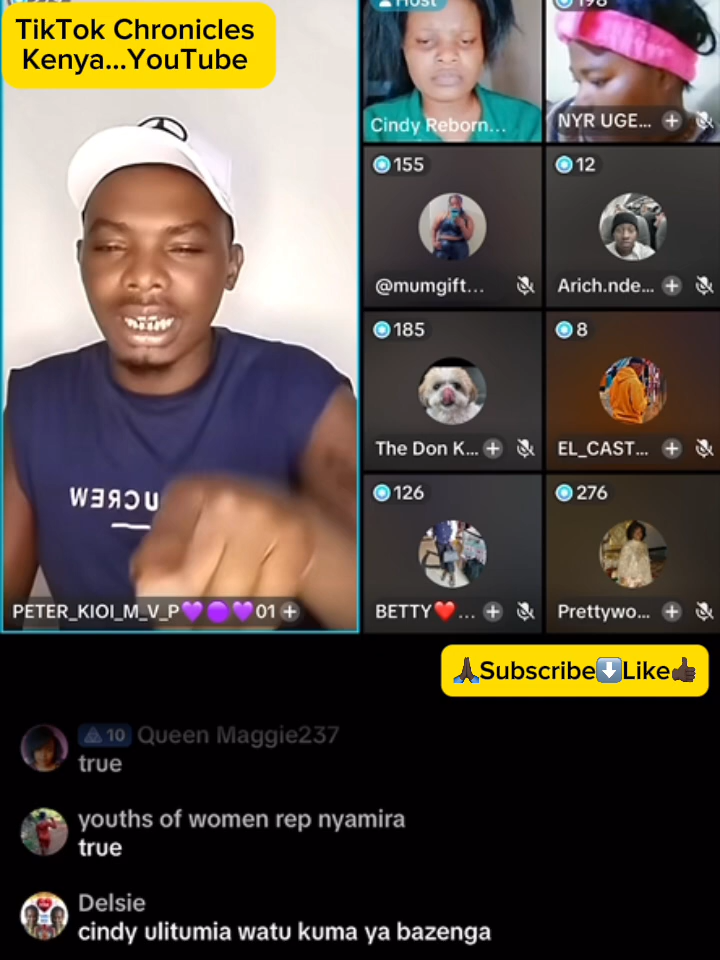 TikTok Chronicles
Kenya...YouTube
Host
198
Cindy Reborn...
NYR UGE...
155
12
@mumgift...
Arich.nde...
185
8
The Don K...
EL_CAST...
126
276
UCREW
PETER_KIOI_M_V_P💜🟣💜01
BETTY❤️...
Prettywo...
🙏🏿Subscribe⬇️Like👍🏿
10 Queen Maggie237
true
youths of women rep nyamira
true
Delsie
cindy ulitumia watu kuma ya bazenga